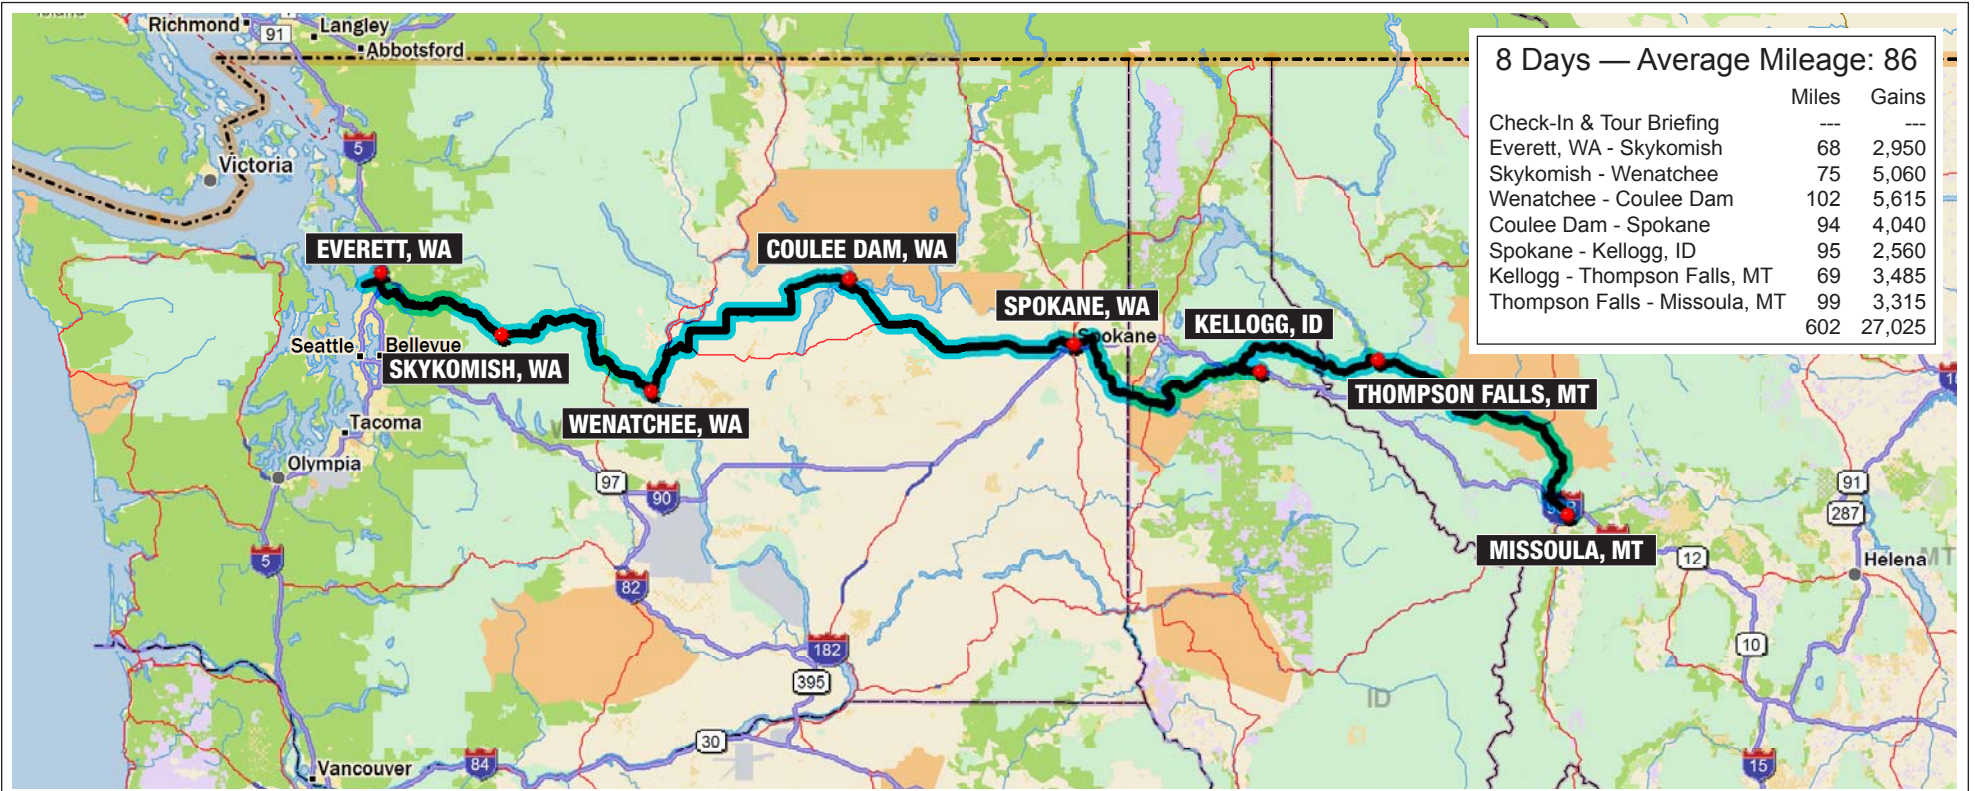 Island
Richmond
91
Langley
Abbotsford
8 Days — Average Mileage: 86
Miles Gains
Check-In & Tour Briefing --- ---
Everett, WA - Skykomish 68 2,950
Skykomish - Wenatchee 75 5,060
Wenatchee - Coulee Dam 102 5,615
Coulee Dam - Spokane 94 4,040
Spokane - Kellogg, ID 95 2,560
Kellogg - Thompson Falls, MT 69 3,485
Thompson Falls - Missoula, MT 99 3,315
602 27,025
5
Victoria
EVERETT, WA
COULEE DAM, WA
SPOKANE, WA
KELLOGG, ID
Spokane
Seattle
Bellevue
SKYKOMISH, WA
THOMPSON FALLS, MT
WENATCHEE, WA
Tacoma
Olympia
97
90
91
287
MISSOULA, MT
5
12
Helena
MT
82
10
182
395
ID
30
84
Vancouver
15